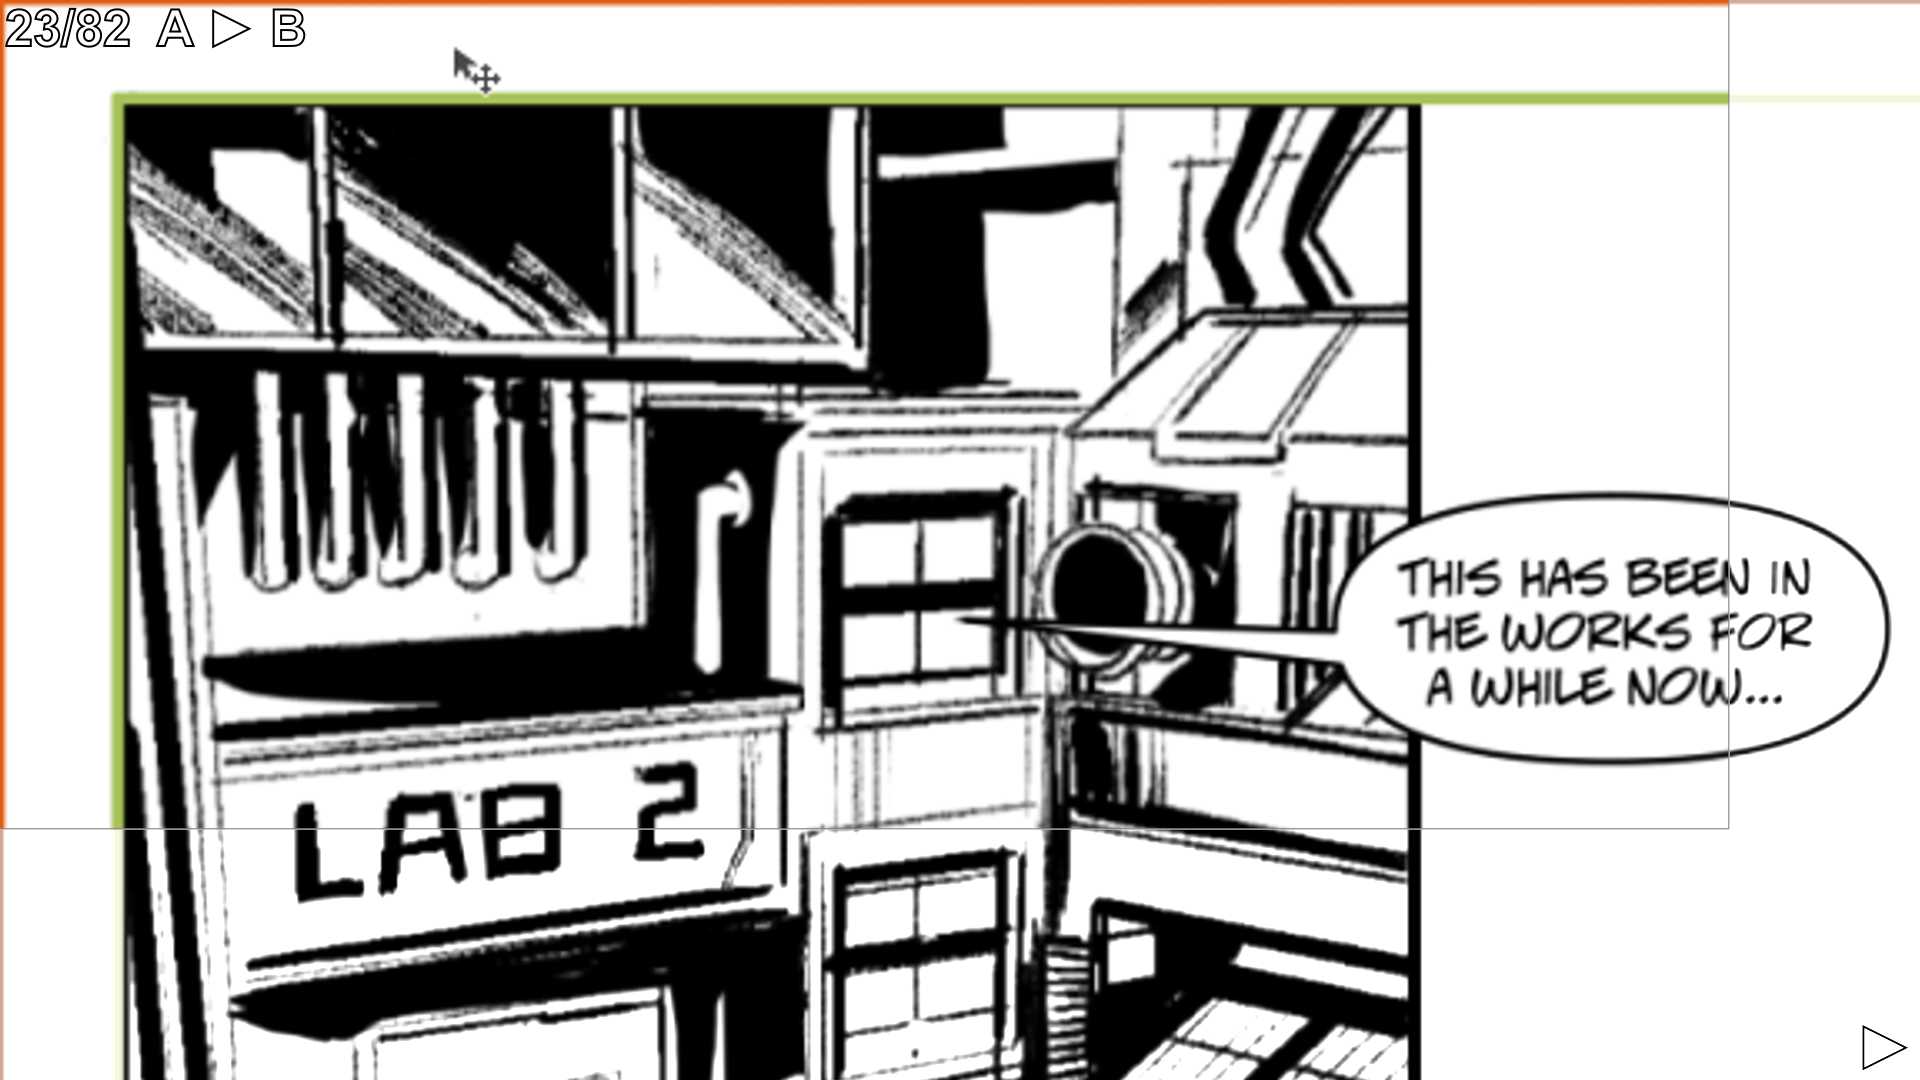 23/82 A ▷ B
THIS HAS BEEN IN
THE WORKS FOR
A WHILE NOW...
LAB 2